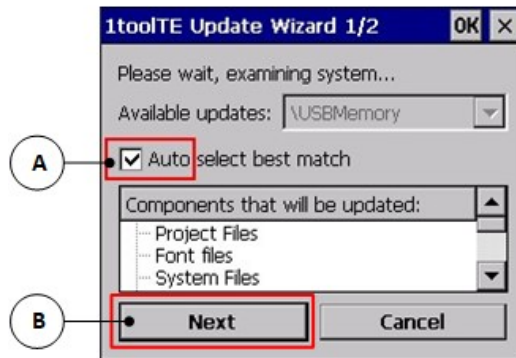 1toolTE Update Wizard 1/2 OK ×
Please wait, examining system...
Available updates: \USBMemory
A
Auto select best match
Components that will be updated:
Project Files
Font files
System Files
B
Next Cancel